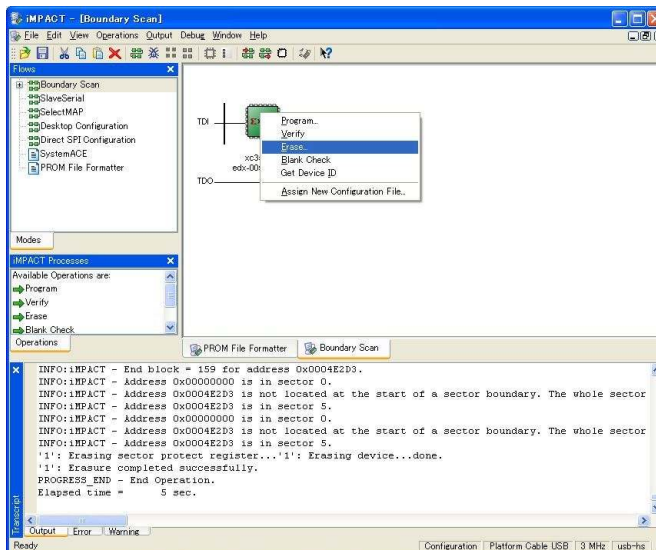 iMPACT - [Boundary Scan]
File Edit View Operations Output Debug Window Help
Flows
Boundary Scan
SlaveSerial
SelectMAP
Desktop Configuration
Direct SPI Configuration
SystemACE
PROM File Formatter
Modes
TDI
TDO
Program...
Verify
Erase...
Blank Check
Get Device ID
Assign New Configuration File...
iMPACT Processes
Available Operations are:
Program
Verify
Erase
Blank Check
Operations
PROM File Formatter
Boundary Scan
INFO:iMPACT - End block = 159 for address 0x0004E2D3.
INFO:iMPACT - Address 0x00000000 is in sector 0.
INFO:iMPACT - Address 0x0004E2D3 is not located at the start of a sector boundary. The whole sector
INFO:iMPACT - Address 0x0004E2D3 is in sector 5.
INFO:iMPACT - Address 0x00000000 is in sector 0.
INFO:iMPACT - Address 0x0004E2D3 is not located at the start of a sector boundary. The whole sector
INFO:iMPACT - Address 0x0004E2D3 is in sector 5.
'1': Erasing sector protect register...'1': Erasing device...done.
'1': Erasure completed successfully.
PROGRESS_END - End Operation.
Elapsed time = 5 sec.
Transcript
Output Error Warning
Ready
Configuration Platform Cable USB 3 MHz usb-hs